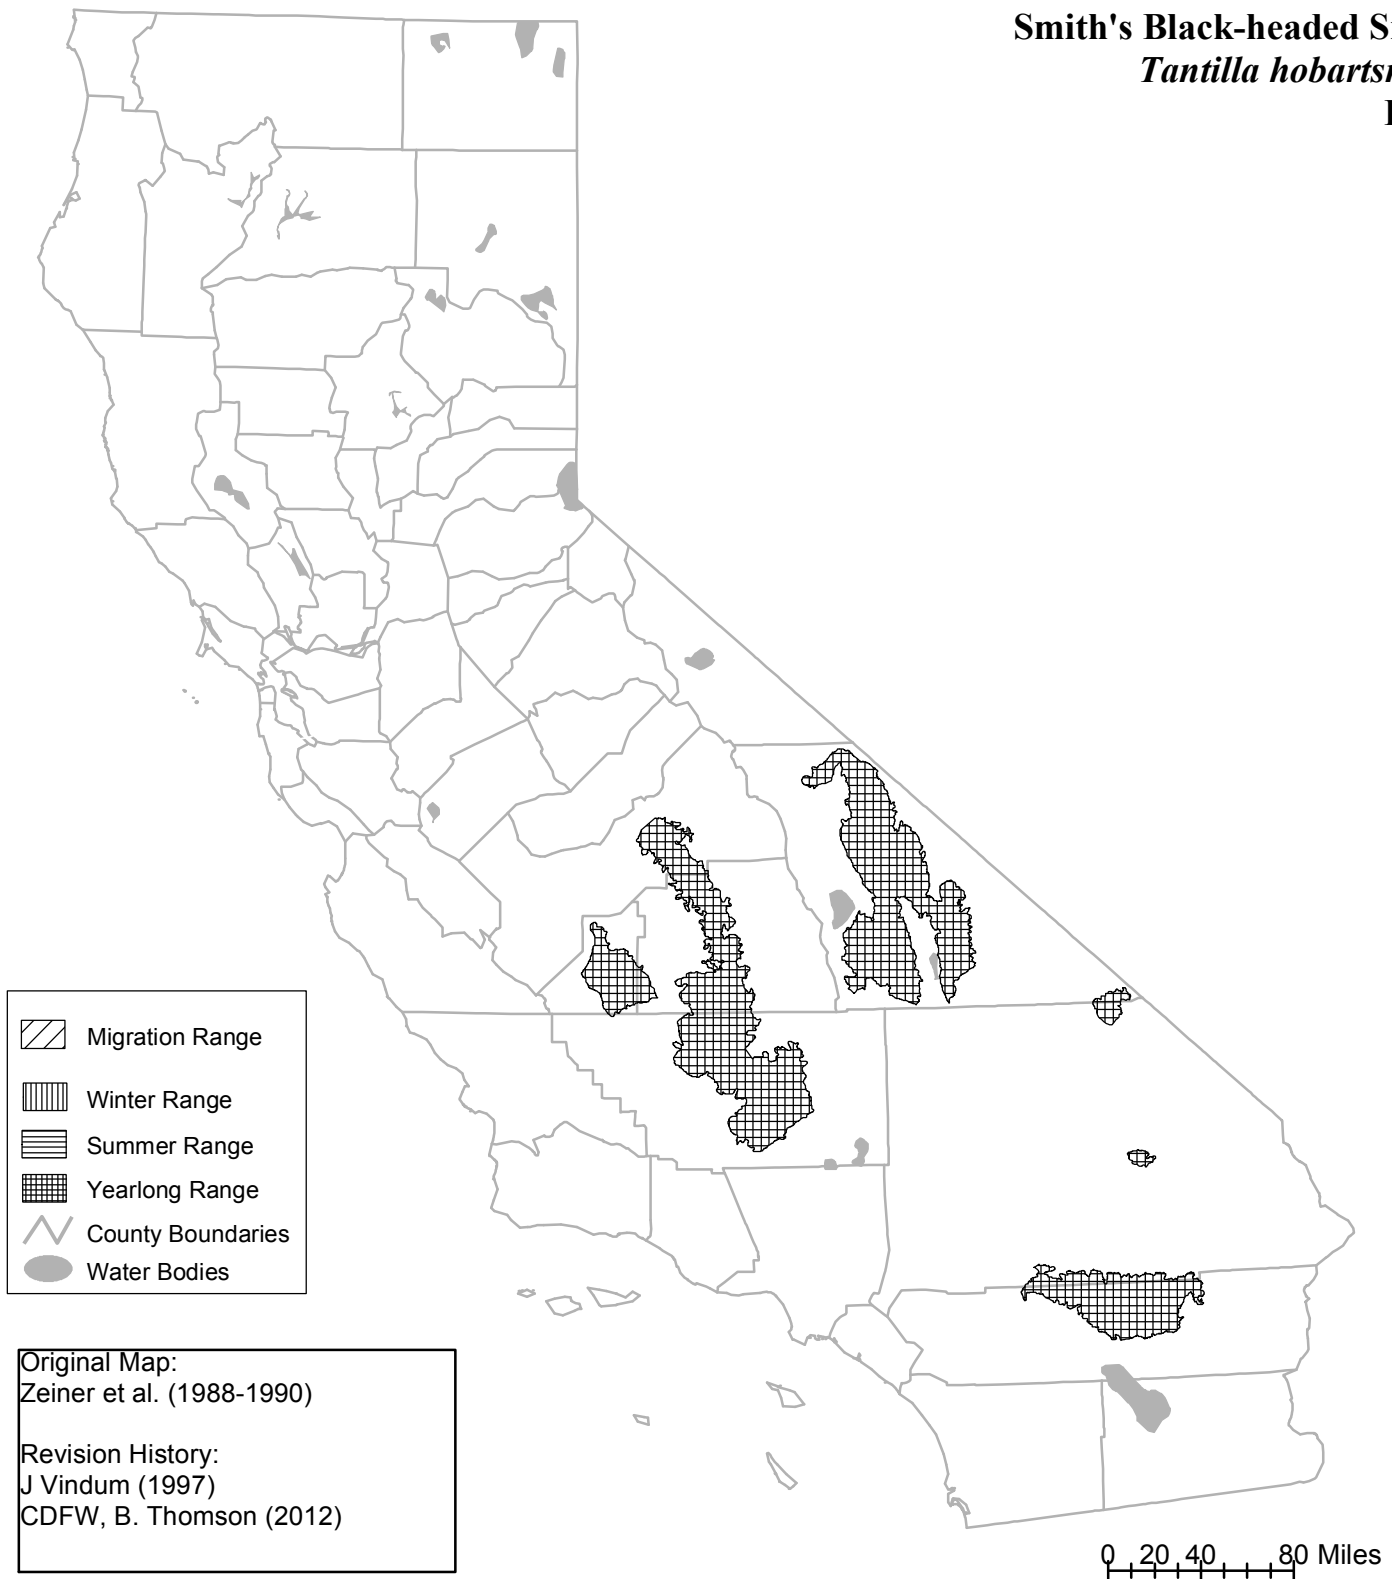 Smith's Black-headed
Tantilla
Migration Range
Winter Range
Summer Range
Yearlong Range
County Boundaries
Water Bodies
Original Map:
Zeiner et al. (1988-1990)
Revision History:
J Vindum (1997)
CDFW, B. Thomson (2012)
0 20 40 80 Miles